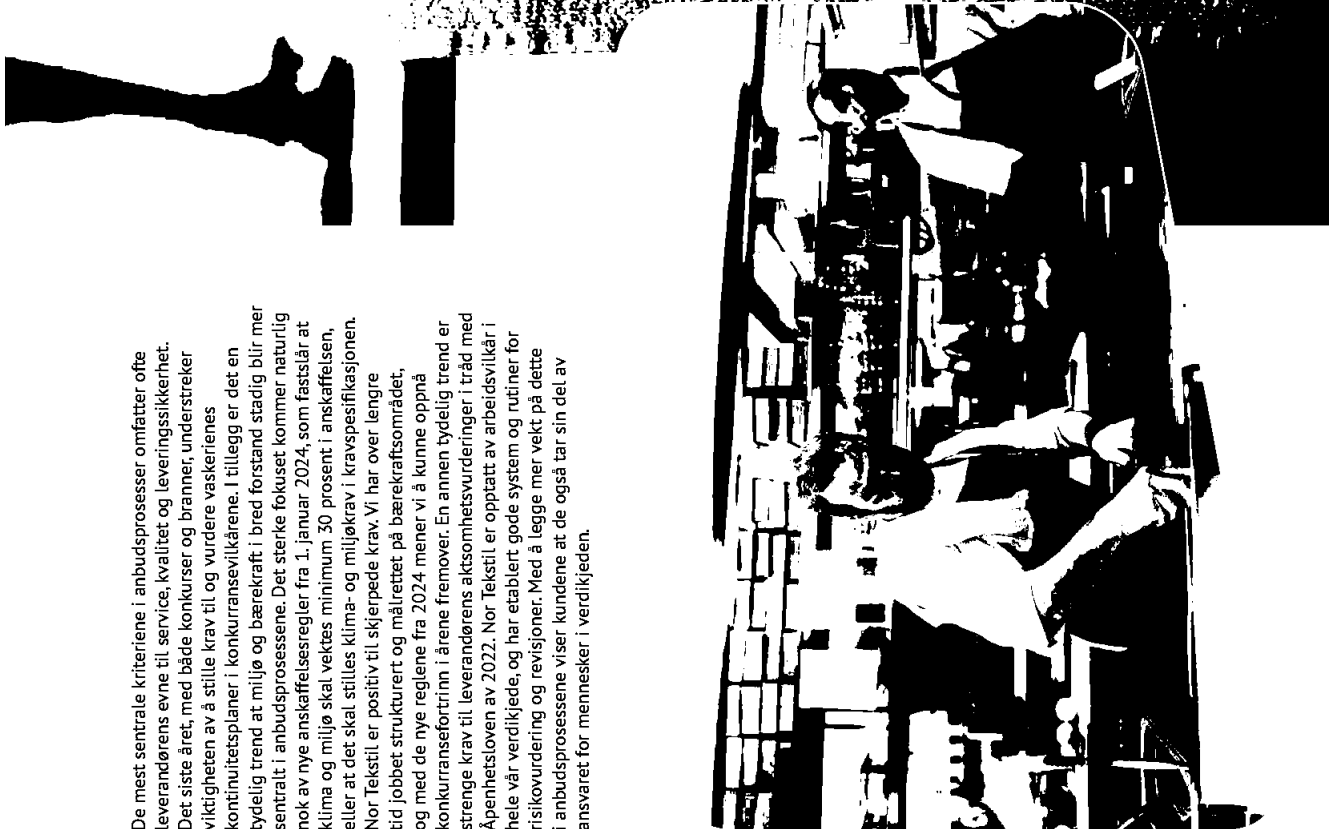 De mest sentrale kriteriene i anbudsprosesser omfatter ofte
leverandørens evne til service, kvalitet og leveringssikkerhet.
Det siste året, med både konkurser og branner, understreker
viktigheten av å stille krav til og vurdere vaskerienes
kontinuitetsplaner i konkurransevilkårene. I tillegg er det en
tydelig trend at miljø og bærekraft i bred forstand stadig blir mer
sentralt i anbudsprosessene. Det sterke fokuset kommer naturlig
nok av nye anskaffelsesregler fra 1. januar 2024, som fastslår at
klima og miljø skal vektes minimum 30 prosent i anskaffelsen,
eller at det skal stilles klima- og miljøkrav i kravspesifikasjonen.
Nor Tekstil er positiv til skjerpede krav. Vi har over lengre
tid jobbet strukturert og målrettet på bærekraftsområdet,
og med de nye reglene fra 2024 mener vi å kunne oppnå
konkurransefortrinn i årene fremover. En annen tydelig trend er
strenge krav til leverandørens aktsomhetsvurderinger i tråd med
Åpenhetsloven av 2022. Nor Tekstil er opptatt av arbeidsvilkår i
hele vår verdikjede, og har etablert gode system og rutiner for
risikovurdering og revisjoner. Med å legge mer vekt på dette
i anbudsprosessene viser kundene at de også tar sin del av
ansvaret for mennesker i verdikjeden.